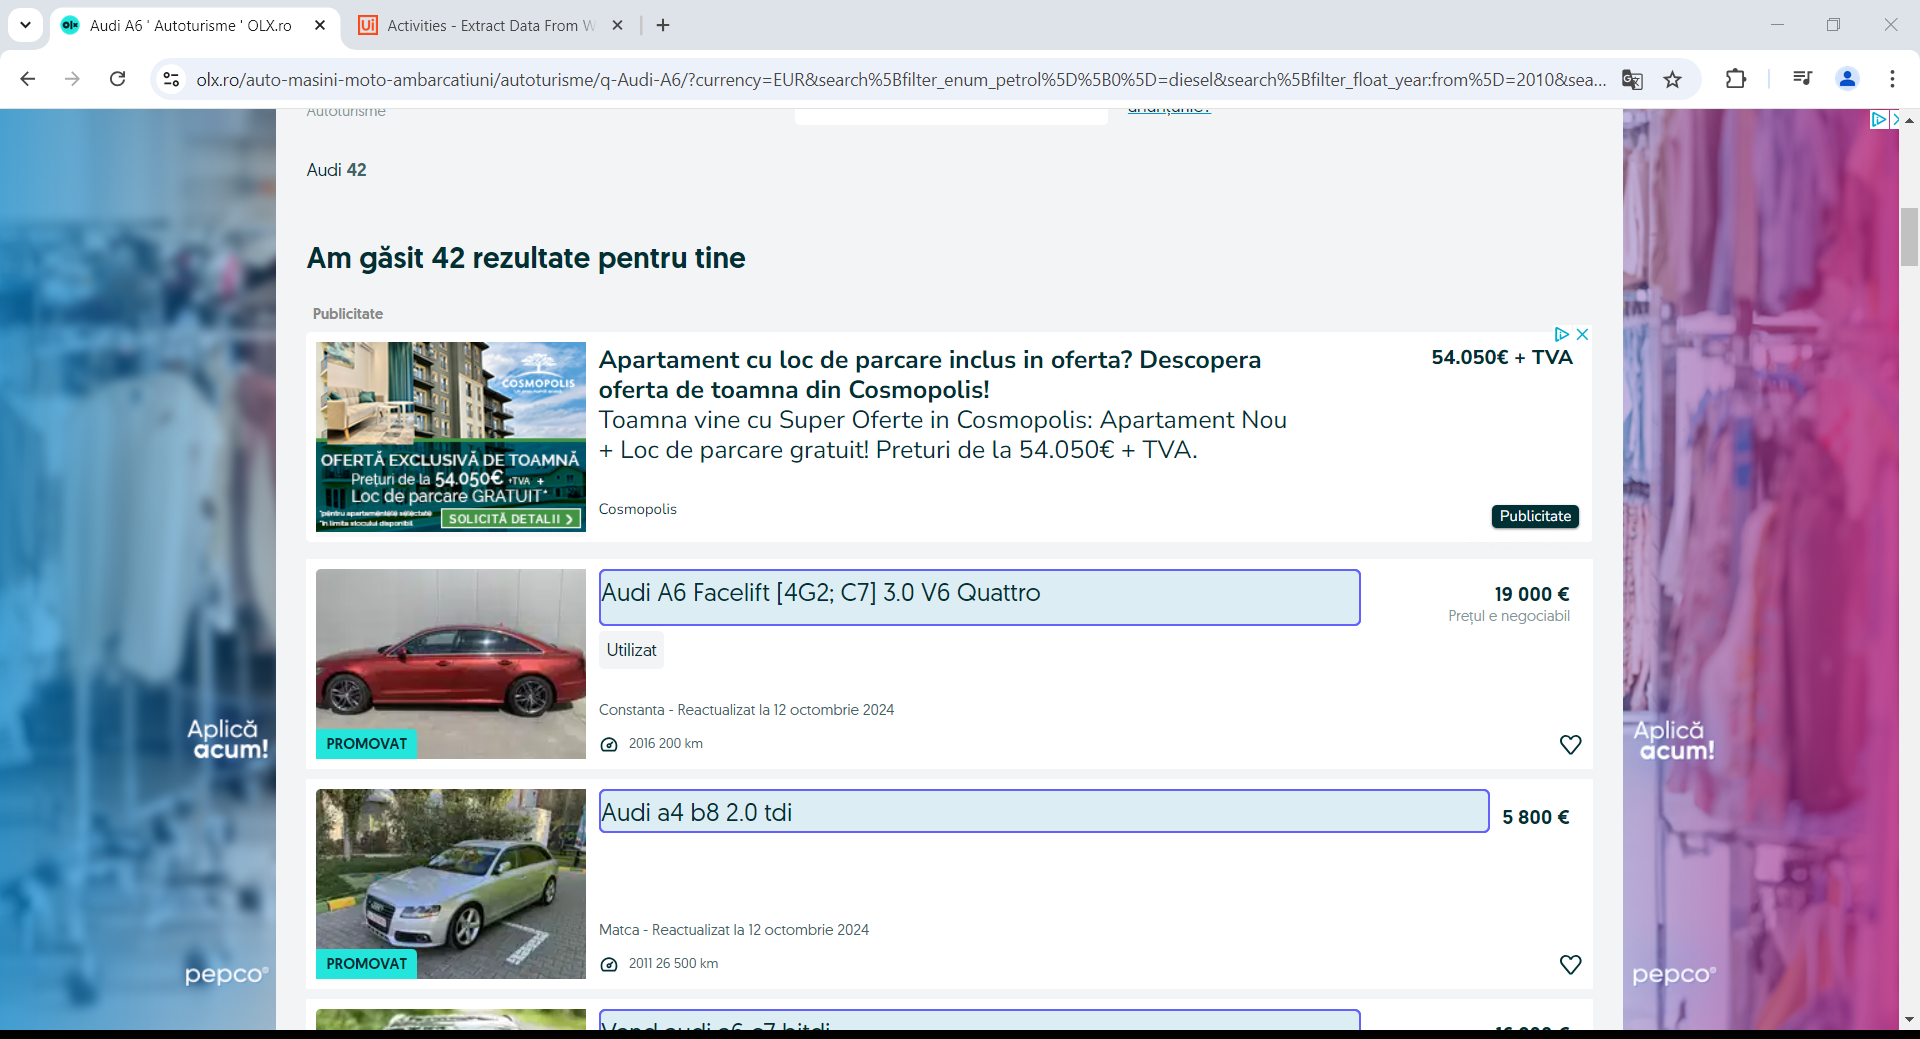 Audi A6 ' Autoturisme ' OLX.ro
Activities - Extract Data From W
olx.ro/auto-masini-moto-ambarcatiuni/autoturisme/q-Audi-A6/?currency=EUR&search%5Bfilter_enum_petrol%5D%5B0%5D=diesel&search%5Bfilter_float_year:from%5D=2010&sea...
Autoturisme
anunțurile?
Audi 42
Am găsit 42 rezultate pentru tine
Publicitate
COSMOPOLIS
OFERTĂ EXCLUSIVĂ DE TOAMNĂ
Prețuri de la 54.050€ +TVA +
Loc de parcare GRATUIT*
*pentru apartamentele selectate
*in limita stocului disponibil
SOLICITĂ DETALII
Apartament cu loc de parcare inclus in oferta? Descopera
oferta de toamna din Cosmopolis!
54.050€ + TVA
Toamna vine cu Super Oferte in Cosmopolis: Apartament Nou
+ Loc de parcare gratuit! Preturi de la 54.050€ + TVA.
Cosmopolis
Publicitate
Audi A6 Facelift [4G2; C7] 3.0 V6 Quattro
19 000 €
Prețul e negociabil
Utilizat
Constanta - Reactualizat la 12 octombrie 2024
PROMOVAT
2016 200 km
Audi a4 b8 2.0 tdi
5 800 €
Matca - Reactualizat la 12 octombrie 2024
PROMOVAT
2011 26 500 km
Vand audi a6 c7 bitdi
Aplică
acum!
pepco
Aplică
acum!
pepco